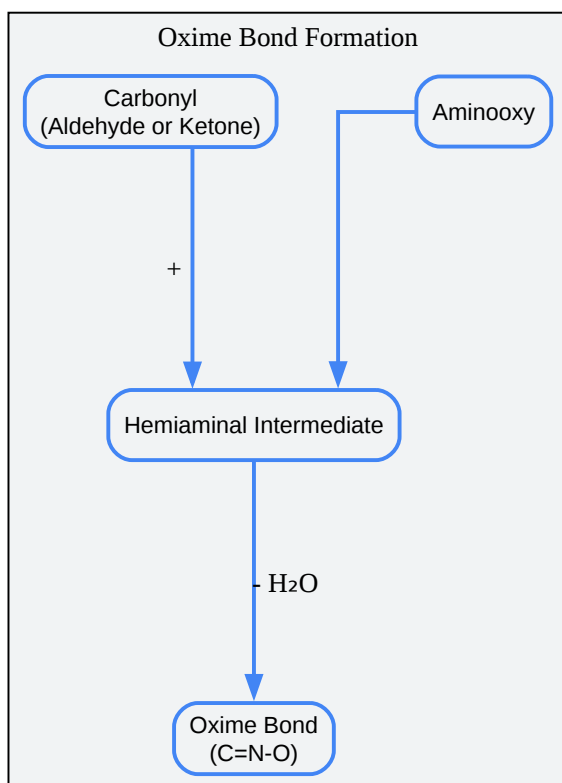 Oxime Bond Formation
Carbonyl
(Aldehyde or Ketone)
Aminooxy
+
Hemiaminal Intermediate
- H₂O
Oxime Bond
(C=N-O)